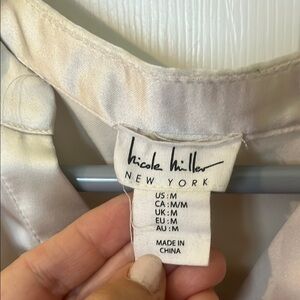 nicole miller
NEW YORK
US: M
CA: M/M
UK: M
EU: M
AU: M
MADE IN
CHINA